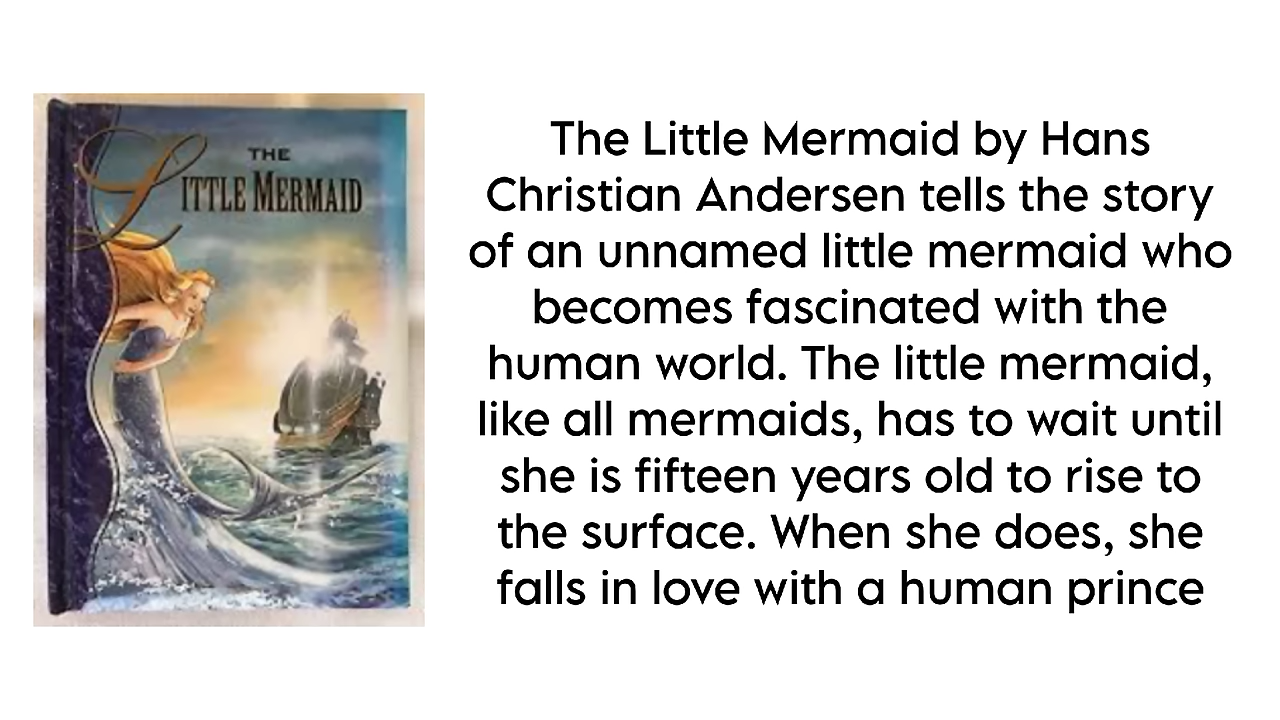 THE
LITTLE MERMAID
The Little Mermaid by Hans
Christian Andersen tells the story
of an unnamed little mermaid who
becomes fascinated with the
human world. The little mermaid,
like all mermaids, has to wait until
she is fifteen years old to rise to
the surface. When she does, she
falls in love with a human prince